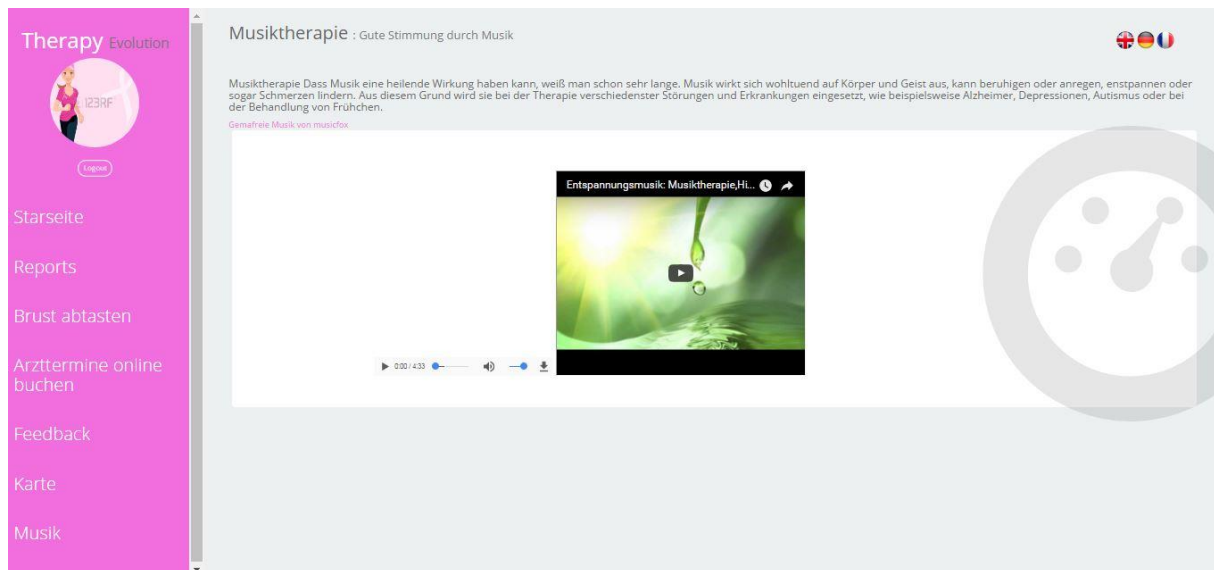 Therapy Evolution
123RF
Logout
Starseite
Reports
Brust abtasten
Arzttermine online
buchen
Feedback
Karte
Musik
Musiktherapie : Gute Stimmung durch Musik
Musiktherapie Dass Musik eine heilende Wirkung haben kann, weiß man schon sehr lange. Musik wirkt sich wohltuend auf Körper und Geist aus, kann beruhigen oder anregen, enstpannen oder
sogar Schmerzen lindern. Aus diesem Grund wird sie bei der Therapie verschiedenster Störungen und Erkrankungen eingesetzt, wie beispielsweise Alzheimer, Depressionen, Autismus oder bei
der Behandlung von Frühchen.
Gemafreie Musik von musicfox
Entspannungsmusik: Musiktherapie,Hi...
0:00 / 4:33